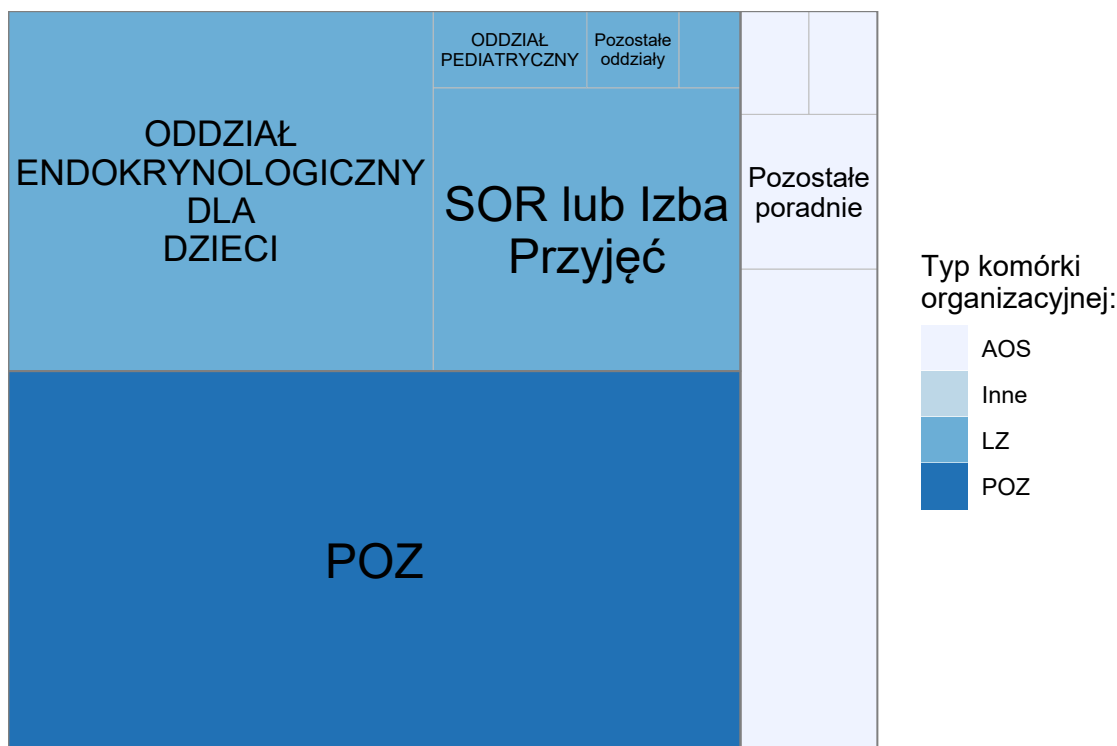 ODDZIAŁ
ENDOKRYNOLOGICZNY
DLA
DZIECI
ODDZIAŁ
PEDIATRYCZNY
Pozostałe
oddziały
SOR lub Izba
Przyjęć
Pozostałe
poradnie
POZ
Typ komórki
organizacyjnej:
AOS
Inne
LZ
POZ